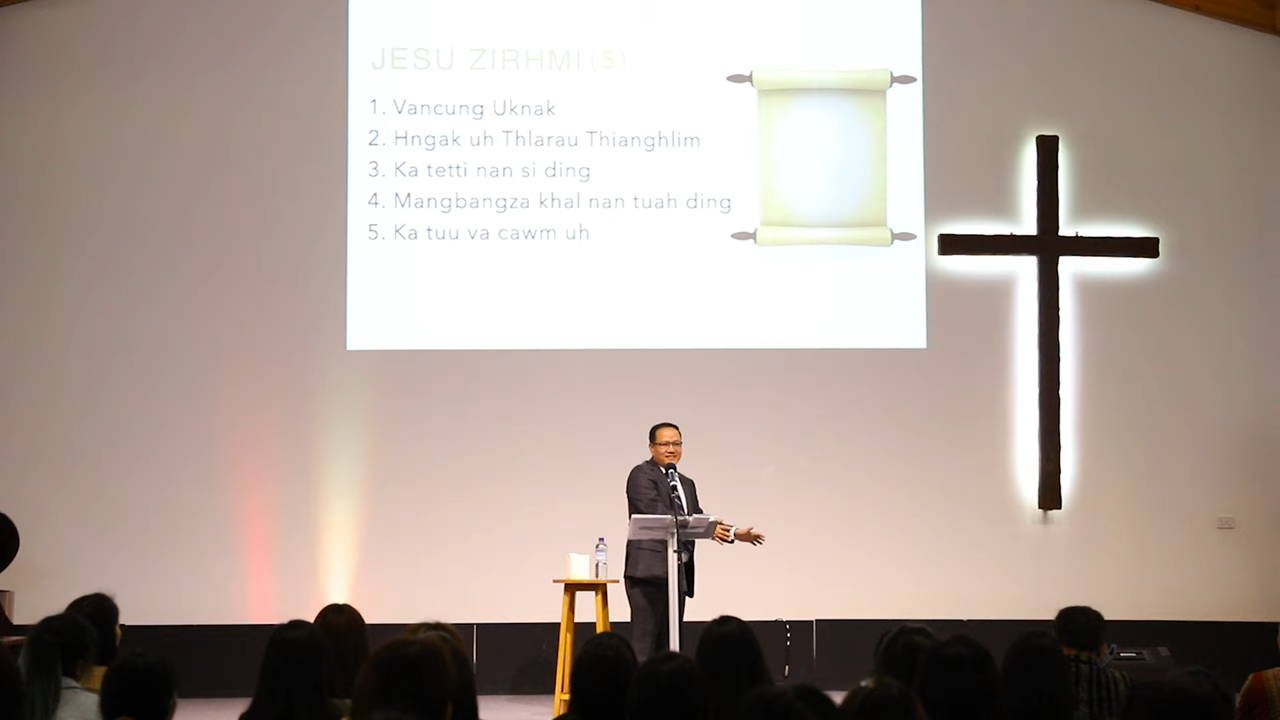 JESU ZIRHMI (5)
1. Vancung Uknak
2. Hngak uh Thlarau Thianghlim
3. Ka tetti nan si ding
4. Mangbangza khal nan tuah ding
5. Ka tuu va cawm uh